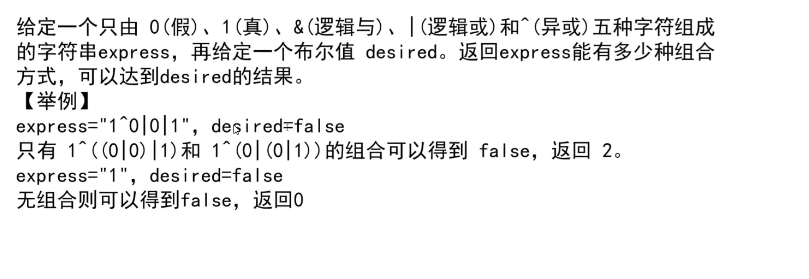 给定一个只由 0(假)、1(真)、&(逻辑与)、|(逻辑或)和^(异或)五种字符组成
的字符串express，再给定一个布尔值 desired。返回express能有多少种组合
方式，可以达到desired的结果。
【举例】
express="1^0|0|1"，desired=false
只有 1^((0|0)|1)和 1^(0|(0|1))的组合可以得到 false，返回 2。
express="1"，desired=false
无组合则可以得到false，返回0